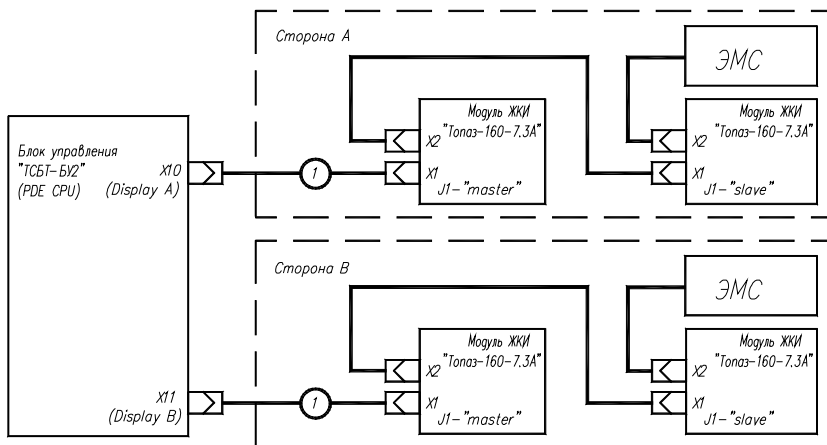 Сторона А
ЭМС
Модуль ЖКИ
"Топаз-160-7.3А"
X2
X1
J1-"master"
Модуль ЖКИ
"Топаз-160-7.3А"
X2
X1
J1-"slave"
Блок управления
"ТСБТ-БУ2"
(PDE CPU)
X10
(Display A)
1
Сторона В
ЭМС
Модуль ЖКИ
"Топаз-160-7.3А"
X2
X1
J1-"master"
Модуль ЖКИ
"Топаз-160-7.3А"
X2
X1
J1-"slave"
X11
(Display B)
1